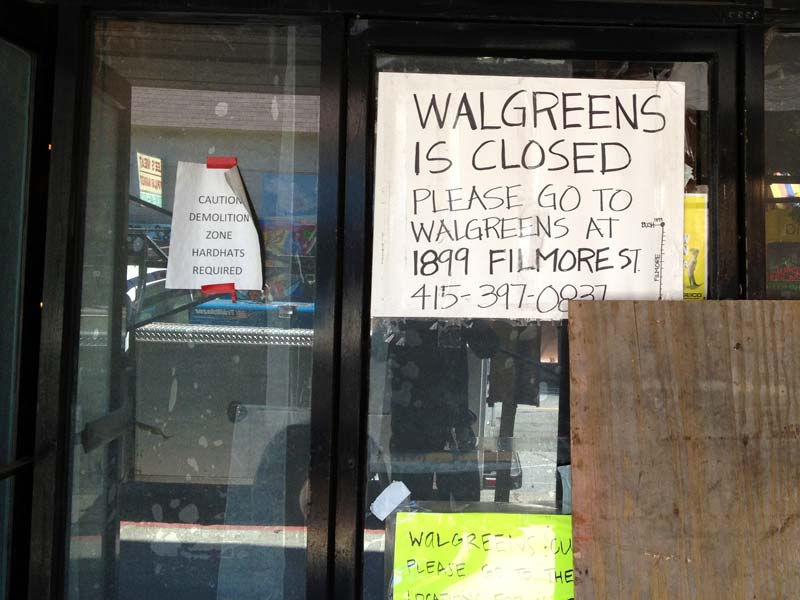 CAUTION
DEMOLITION
ZONE
HARDHATS
REQUIRED
WALGREENS
IS CLOSED
PLEASE GO TO
WALGREENS AT
1899 FILMORE ST.
415-397-0837
FILMORE
WALGREENS
PLEASE GO TO THE